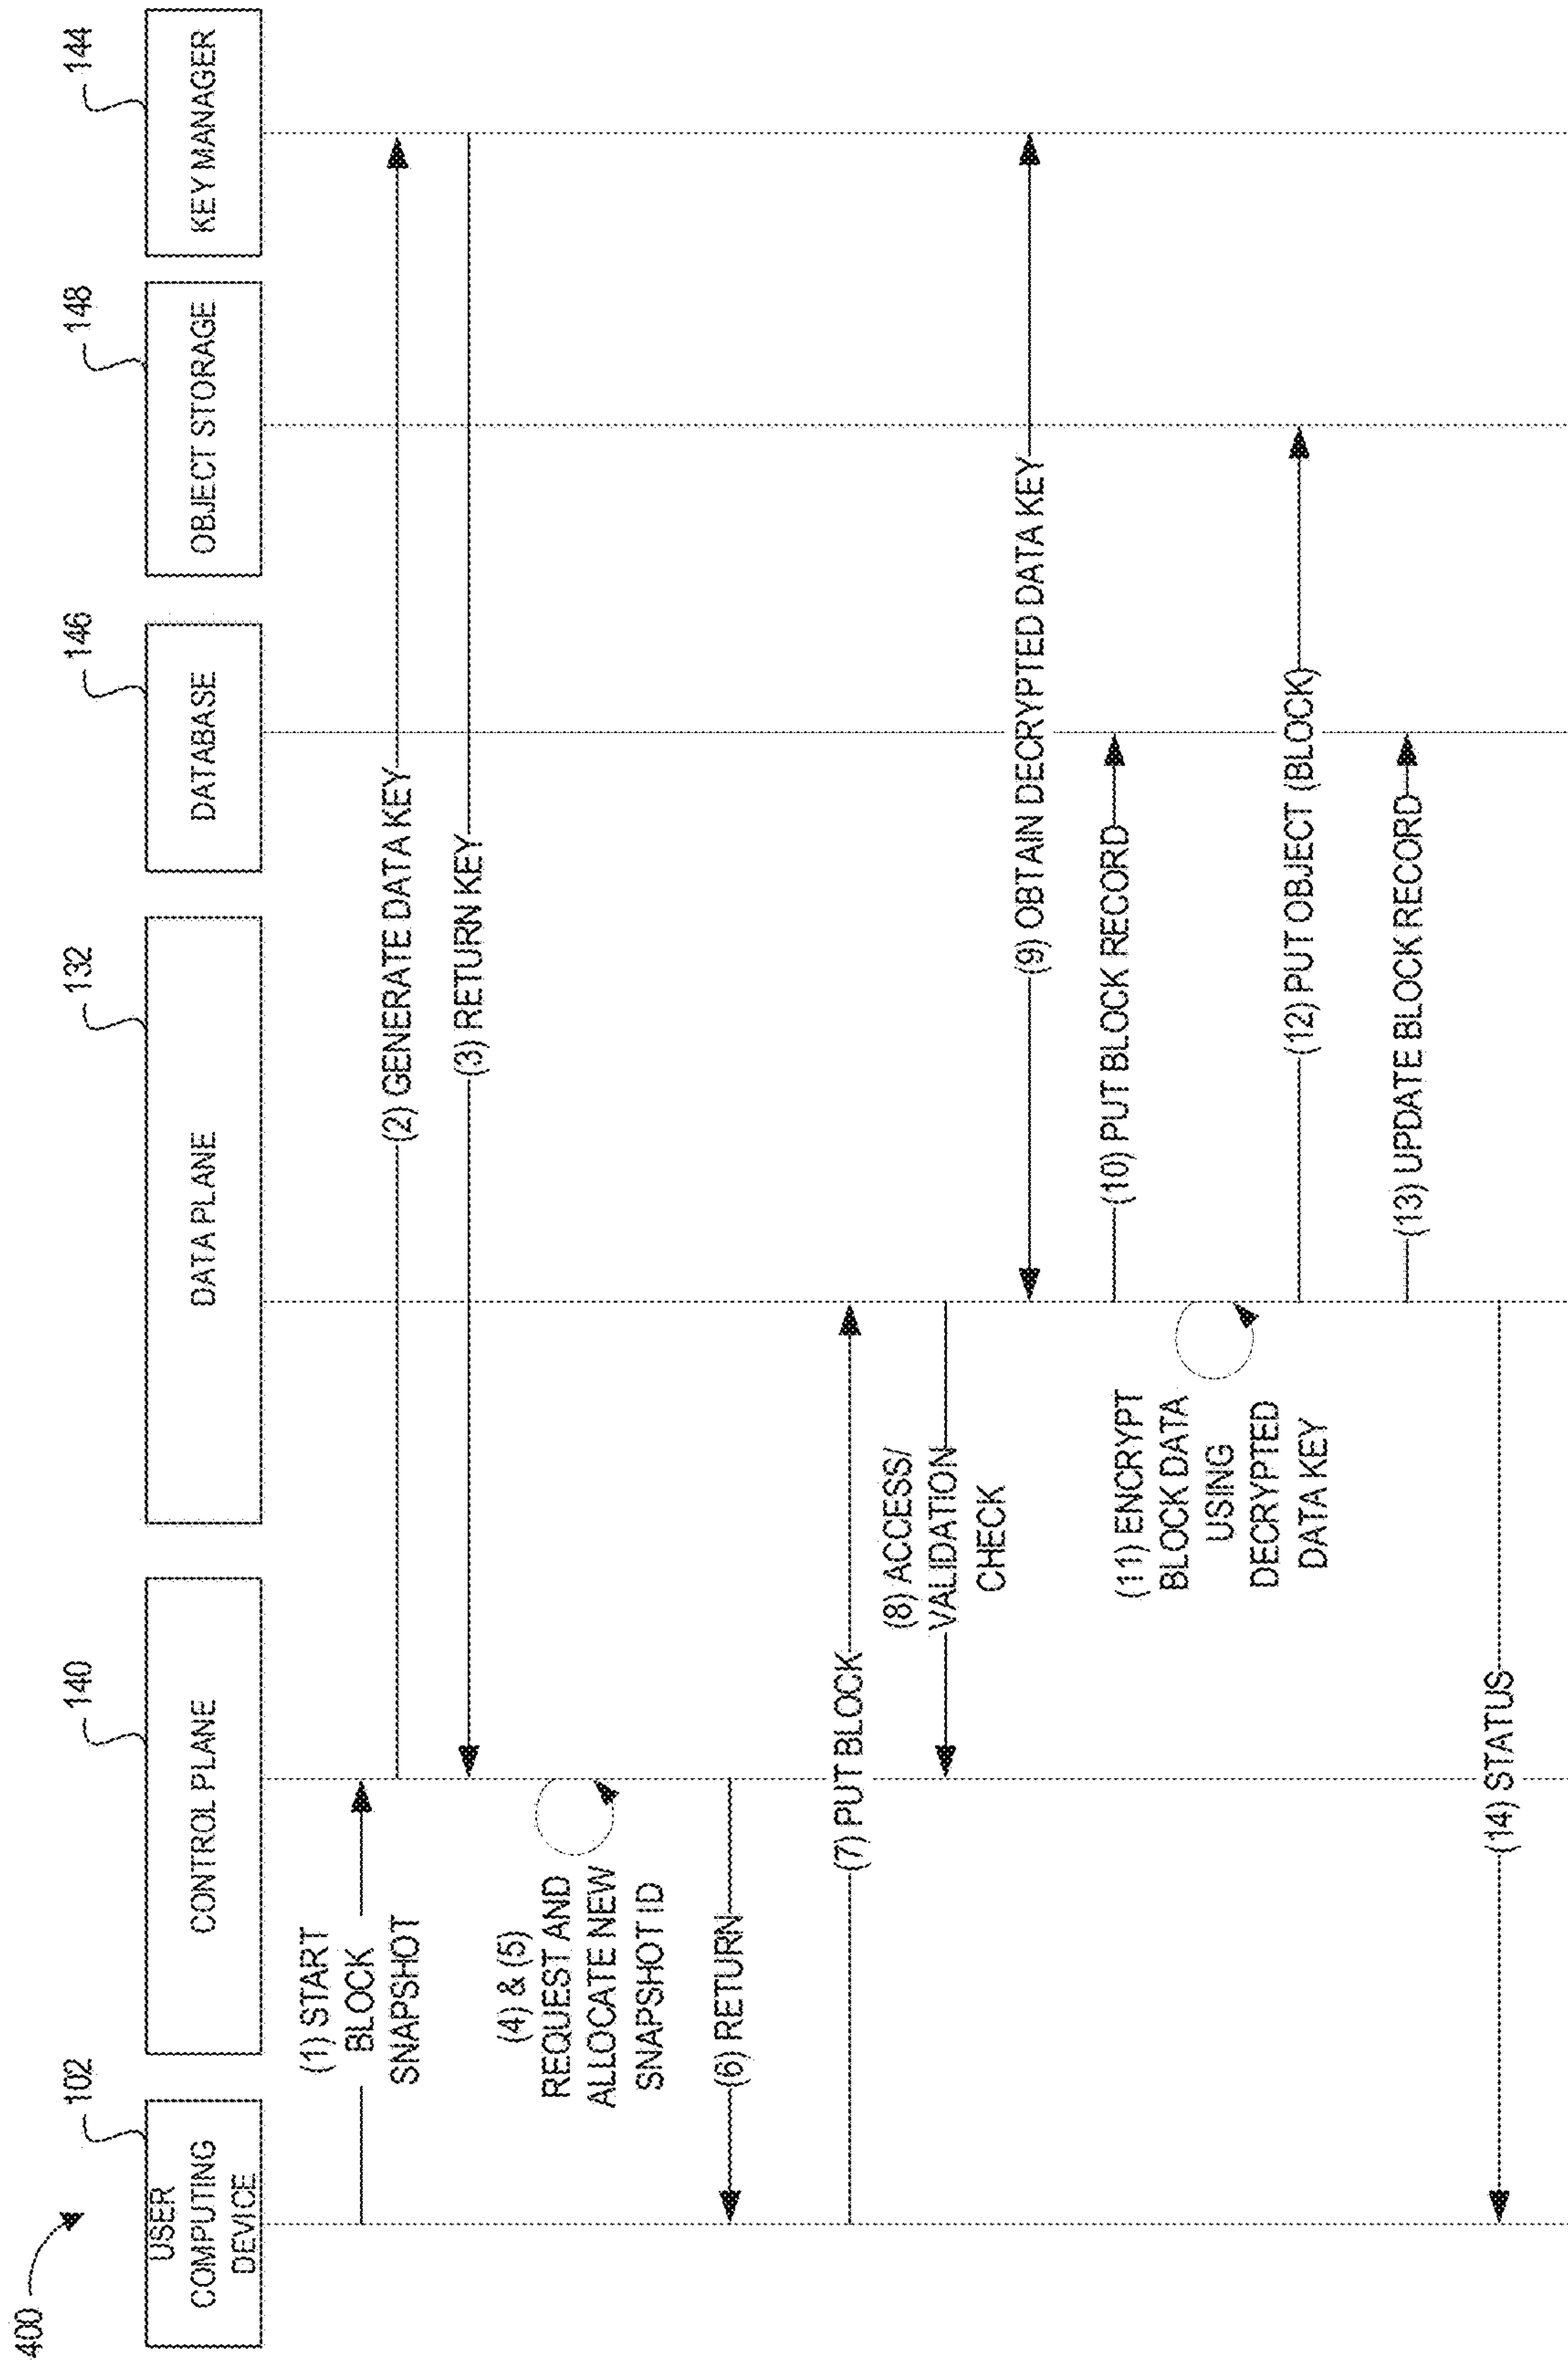 400
102
140
132
146
148
144
USER
COMPUTING
DEVICE
CONTROL PLANE
DATA PLANE
DATABASE
OBJECT STORAGE
KEY MANAGER
(1) START
BLOCK
SNAPSHOT
(2) GENERATE DATA KEY
(3) RETURN KEY
(4) & (5)
REQUEST AND
ALLOCATE NEW
SNAPSHOT ID
(6) RETURN
(7) PUT BLOCK
(8) ACCESS/
VALIDATION
CHECK
(9) OBTAIN DECRYPTED DATA KEY
(10) PUT BLOCK RECORD
(11) ENCRYPT
BLOCK DATA
USING
DECRYPTED
DATA KEY
(12) PUT OBJECT (BLOCK)
(13) UPDATE BLOCK RECORD
(14) STATUS